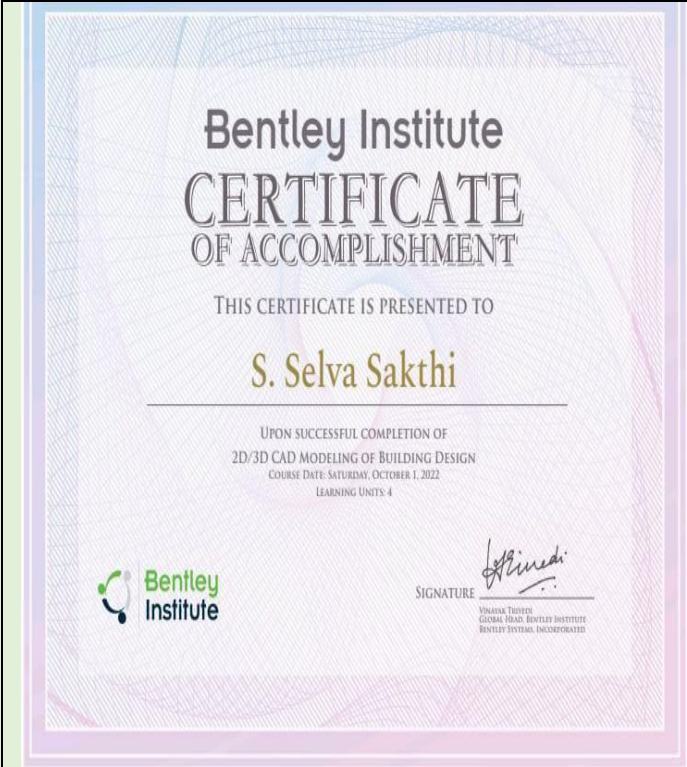 Bentley Institute
CERTIFICATE
OF ACCOMPLISHMENT
THIS CERTIFICATE IS PRESENTED TO
S. Selva Sakthi
UPON SUCCESSFUL COMPLETION OF
2D/3D CAD MODELING OF BUILDING DESIGN
COURSE DATE: SATURDAY, OCTOBER 1, 2022
LEARNING UNITS: 4
Bentley
Institute
SIGNATURE
VINAYAK TRIVEDI
GLOBAL HEAD, BENTLEY INSTITUTE
BENTLEY SYSTEMS, INCORPORATED